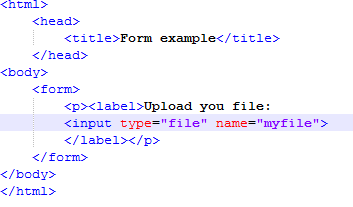 <html>
<head>
<title>Form example</title>
</head>
<body>
<form>
<p><label>Upload you file:
<input type="file" name="myfile">
</label></p>
</form>
</body>
</html>